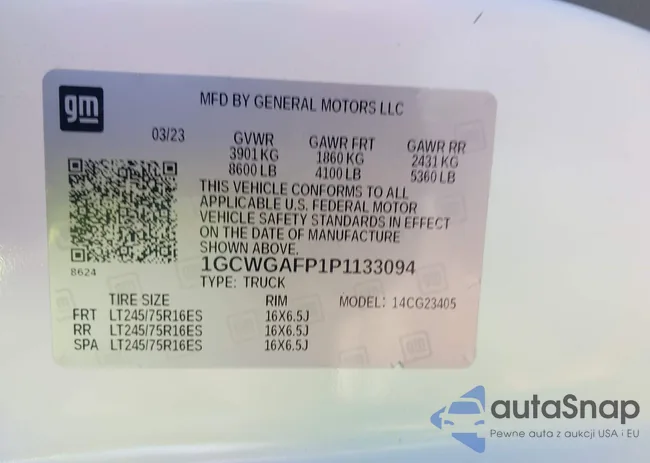 gm
MFD BY GENERAL MOTORS LLC
03/23 GVWR GAWR FRT GAWR RR
3901 KG 1860 KG 2431 KG
8600 LB 4100 LB 5360 LB
THIS VEHICLE CONFORMS TO ALL
APPLICABLE U.S. FEDERAL MOTOR
VEHICLE SAFETY STANDARDS IN EFFECT
ON THE DATE OF MANUFACTURE
SHOWN ABOVE.
8624
1GCWGAFP1P1133094
TYPE: TRUCK
TIRE SIZE RIM MODEL: 14CG23405
FRT LT245/75R16ES 16X6.5J
RR LT245/75R16ES 16X6.5J
SPA LT245/75R16ES 16X6.5J
autaSnap
Pewne auta z aukcji USA i EU